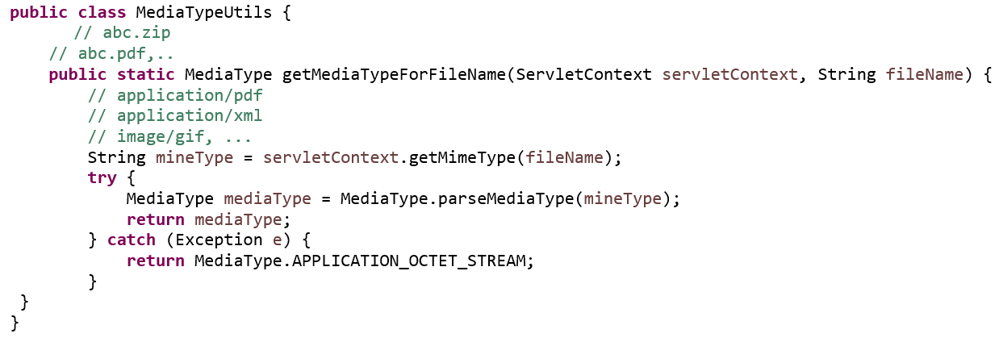 public class MediaTypeUtils {
// abc.zip
// abc.pdf,..
public static MediaType getMediaTypeForFileName(ServletContext servletContext, String fileName) {
// application/pdf
// application/xml
// image/gif, ...
String mineType = servletContext.getMimeType(fileName);
try {
MediaType mediaType = MediaType.parseMediaType(mineType);
return mediaType;
} catch (Exception e) {
return MediaType.APPLICATION_OCTET_STREAM;
}
}
}